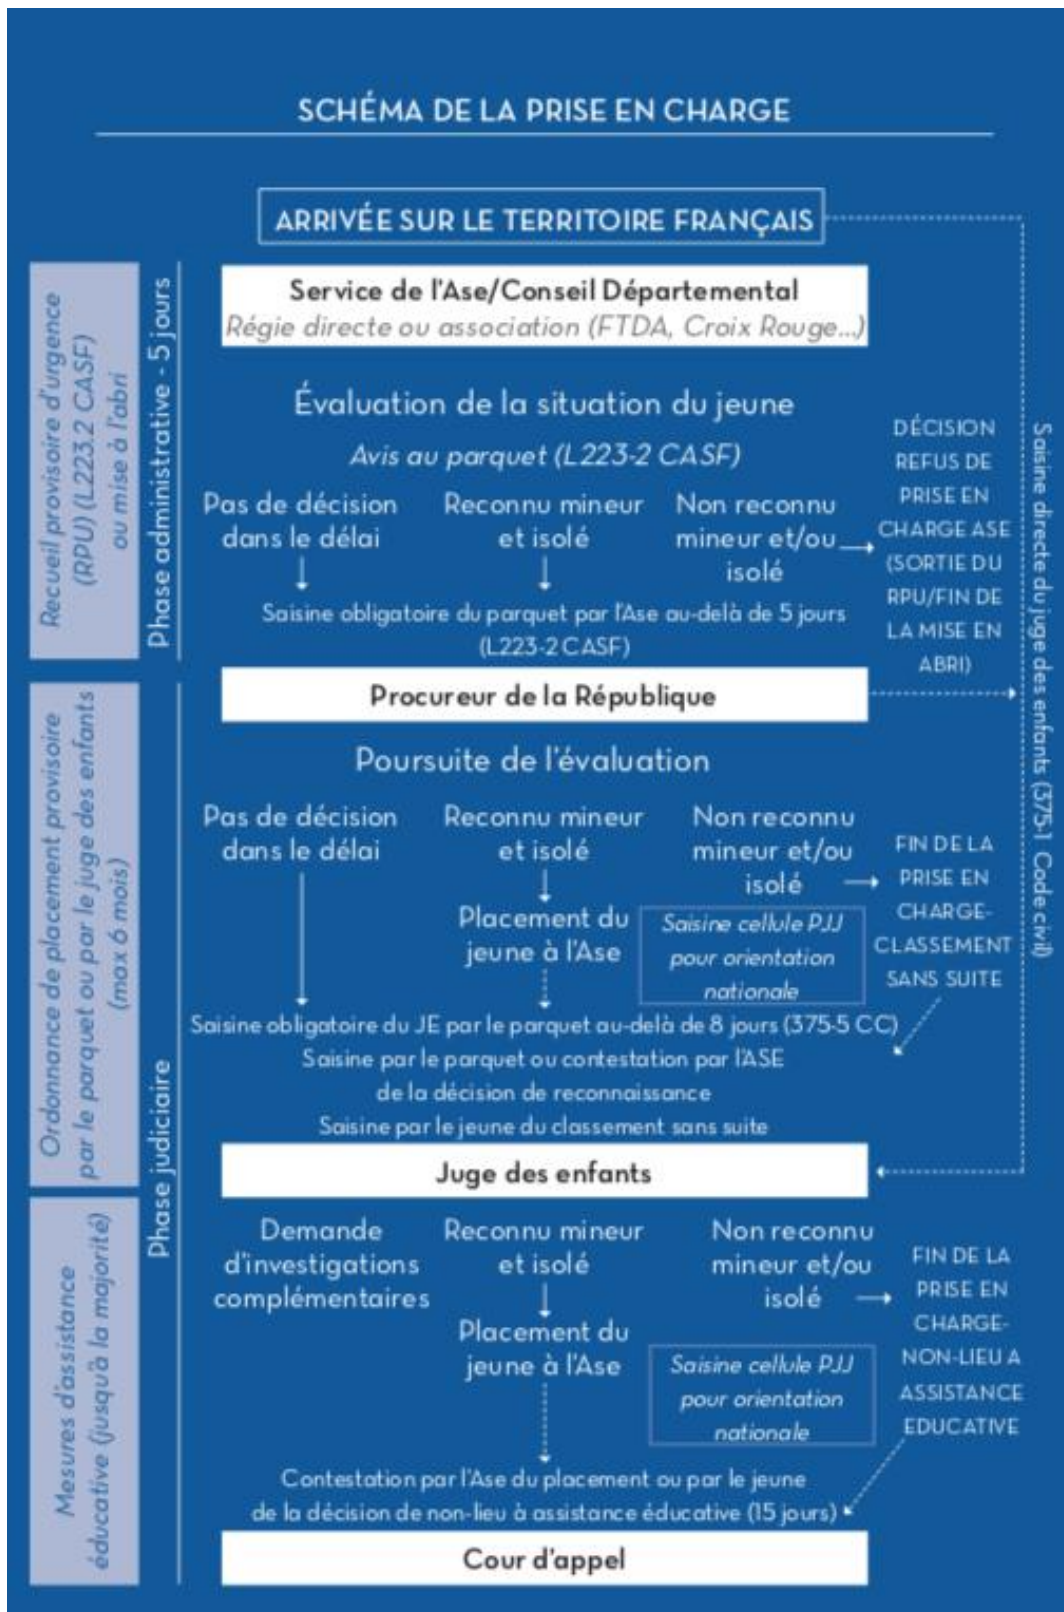 SCHÉMA DE LA PRISE EN CHARGE
ARRIVÉE SUR LE TERRITOIRE FRANÇAIS
Recueil provisoire d'urgence
(RPU) (L223.2 CASF)
ou mise à l'abri
Phase administrative - 5 jours
Service de l'Ase/Conseil Départemental
Régie directe ou association (FTDA, Croix Rouge...)
Évaluation de la situation du jeune
Avis au parquet (L223-2 CASF)
Pas de décision
dans le délai
Reconnu mineur
et isolé
Non reconnu
mineur et/ou
isolé
DÉCISION
REFUS DE
PRISE EN
CHARGE ASE
(SORTIE DU
RPU/FIN DE
LA MISE EN
ABRI)
Saisine directe du juge des enfants (375-1 Code civil)
Saisine obligatoire du parquet par l'Ase au-delà de 5 jours
(L223-2 CASF)
Ordonnance de placement provisoire
par le parquet ou par le juge des enfants
(max 6 mois)
Phase judiciaire
Procureur de la République
Poursuite de l'évaluation
Pas de décision
dans le délai
Reconnu mineur
et isolé
Placement du
jeune à l'Ase
Non reconnu
mineur et/ou
isolé
Saisine cellule PJJ
pour orientation
nationale
FIN DE LA
PRISE EN
CHARGE-
CLASSEMENT
SANS SUITE
Saisine obligatoire du JE par le parquet au-delà de 8 jours (375-5 CC)
Saisine par le parquet ou contestation par l'ASE
de la décision de reconnaissance
Saisine par le jeune du classement sans suite
Juge des enfants
Mesures d'assistance
éducative (jusqu'à la majorité)
Demande
d'investigations
complémentaires
Reconnu mineur
et isolé
Placement du
jeune à l'Ase
Non reconnu
mineur et/ou
isolé
Saisine cellule PJJ
pour orientation
nationale
FIN DE LA
PRISE EN
CHARGE-
NON-LIEU A
ASSISTANCE
EDUCATIVE
Contestation par l'Ase du placement ou par le jeune
de la décision de non-lieu à assistance éducative (15 jours)
Cour d'appel